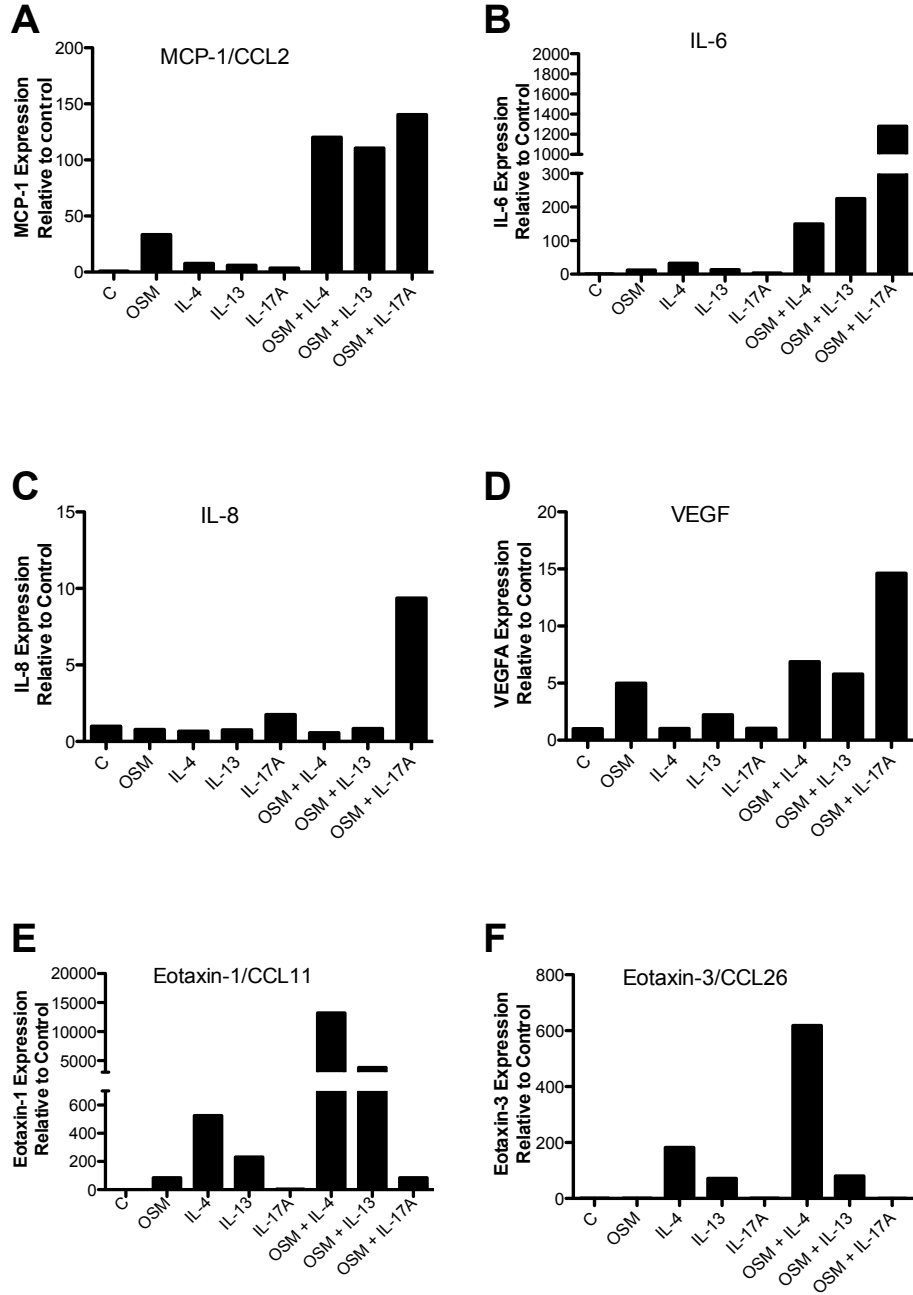 A
MCP-1/CCL2
MCP-1 Expression
Relative to control
200
150
100
50
0
C
OSM
IL-4
IL-13
IL-17A
OSM + IL-4
OSM + IL-13
OSM + IL-17A
B
IL-6
IL-6 Expression
Relative to Control
2000
1800
1600
1400
1200
1000
300
200
100
0
C
OSM
IL-4
IL-13
IL-17A
OSM + IL-4
OSM + IL-13
OSM + IL-17A
C
IL-8
IL-8 Expression
Relative to Control
15
10
5
0
C
OSM
IL-4
IL-13
IL-17A
OSM + IL-4
OSM + IL-13
OSM + IL-17A
D
VEGF
VEGFA Expression
Relative to Control
20
15
10
5
0
C
OSM
IL-4
IL-13
IL-17A
OSM + IL-4
OSM + IL-13
OSM + IL-17A
E
Eotaxin-1/CCL11
Eotaxin-1 Expression
Relative to Control
20000
15000
10000
5000
600
400
200
0
C
OSM
IL-4
IL-13
IL-17A
OSM + IL-4
OSM + IL-13
OSM + IL-17A
F
Eotaxin-3/CCL26
Eotaxin-3 Expression
Relative to Control
800
600
400
200
0
C
OSM
IL-4
IL-13
IL-17A
OSM + IL-4
OSM + IL-13
OSM + IL-17A